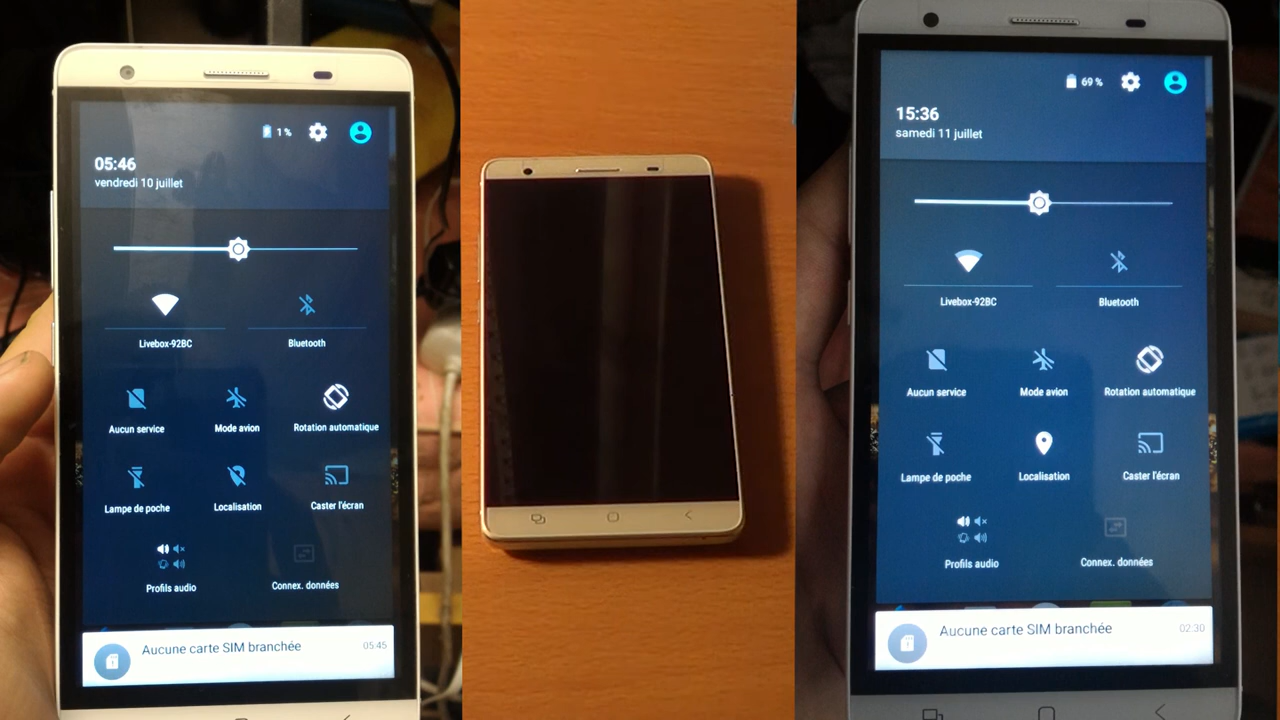 1 %
05:46
vendredi 10 juillet
Livebox-92BC
Bluetooth
Aucun service
Mode avion
Rotation automatique
Lampe de poche
Localisation
Caster l'écran
Profils audio
Connex. données
Aucune carte SIM branchée
05:45
69 %
15:36
samedi 11 juillet
Livebox-92BC
Bluetooth
Aucun service
Mode avion
Rotation automatique
Lampe de poche
Localisation
Caster l'écran
Profils audio
Connex. données
Aucune carte SIM branchée
02:30